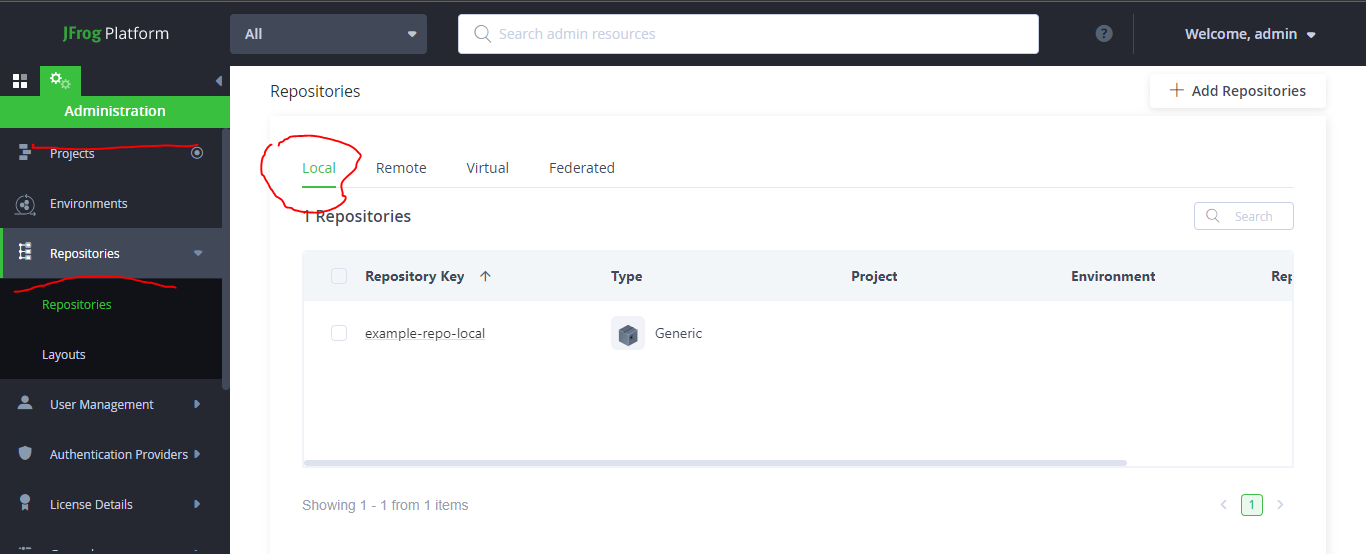 JFrog Platform
All
Search admin resources
?
Welcome, admin
Administration
Projects
Environments
Repositories
Repositories
Layouts
User Management
Authentication Providers
License Details
Repositories
+ Add Repositories
Local Remote Virtual Federated
1 Repositories
Search
Repository Key Type Project Environment Rep
example-repo-local Generic
Showing 1 - 1 from 1 items
1